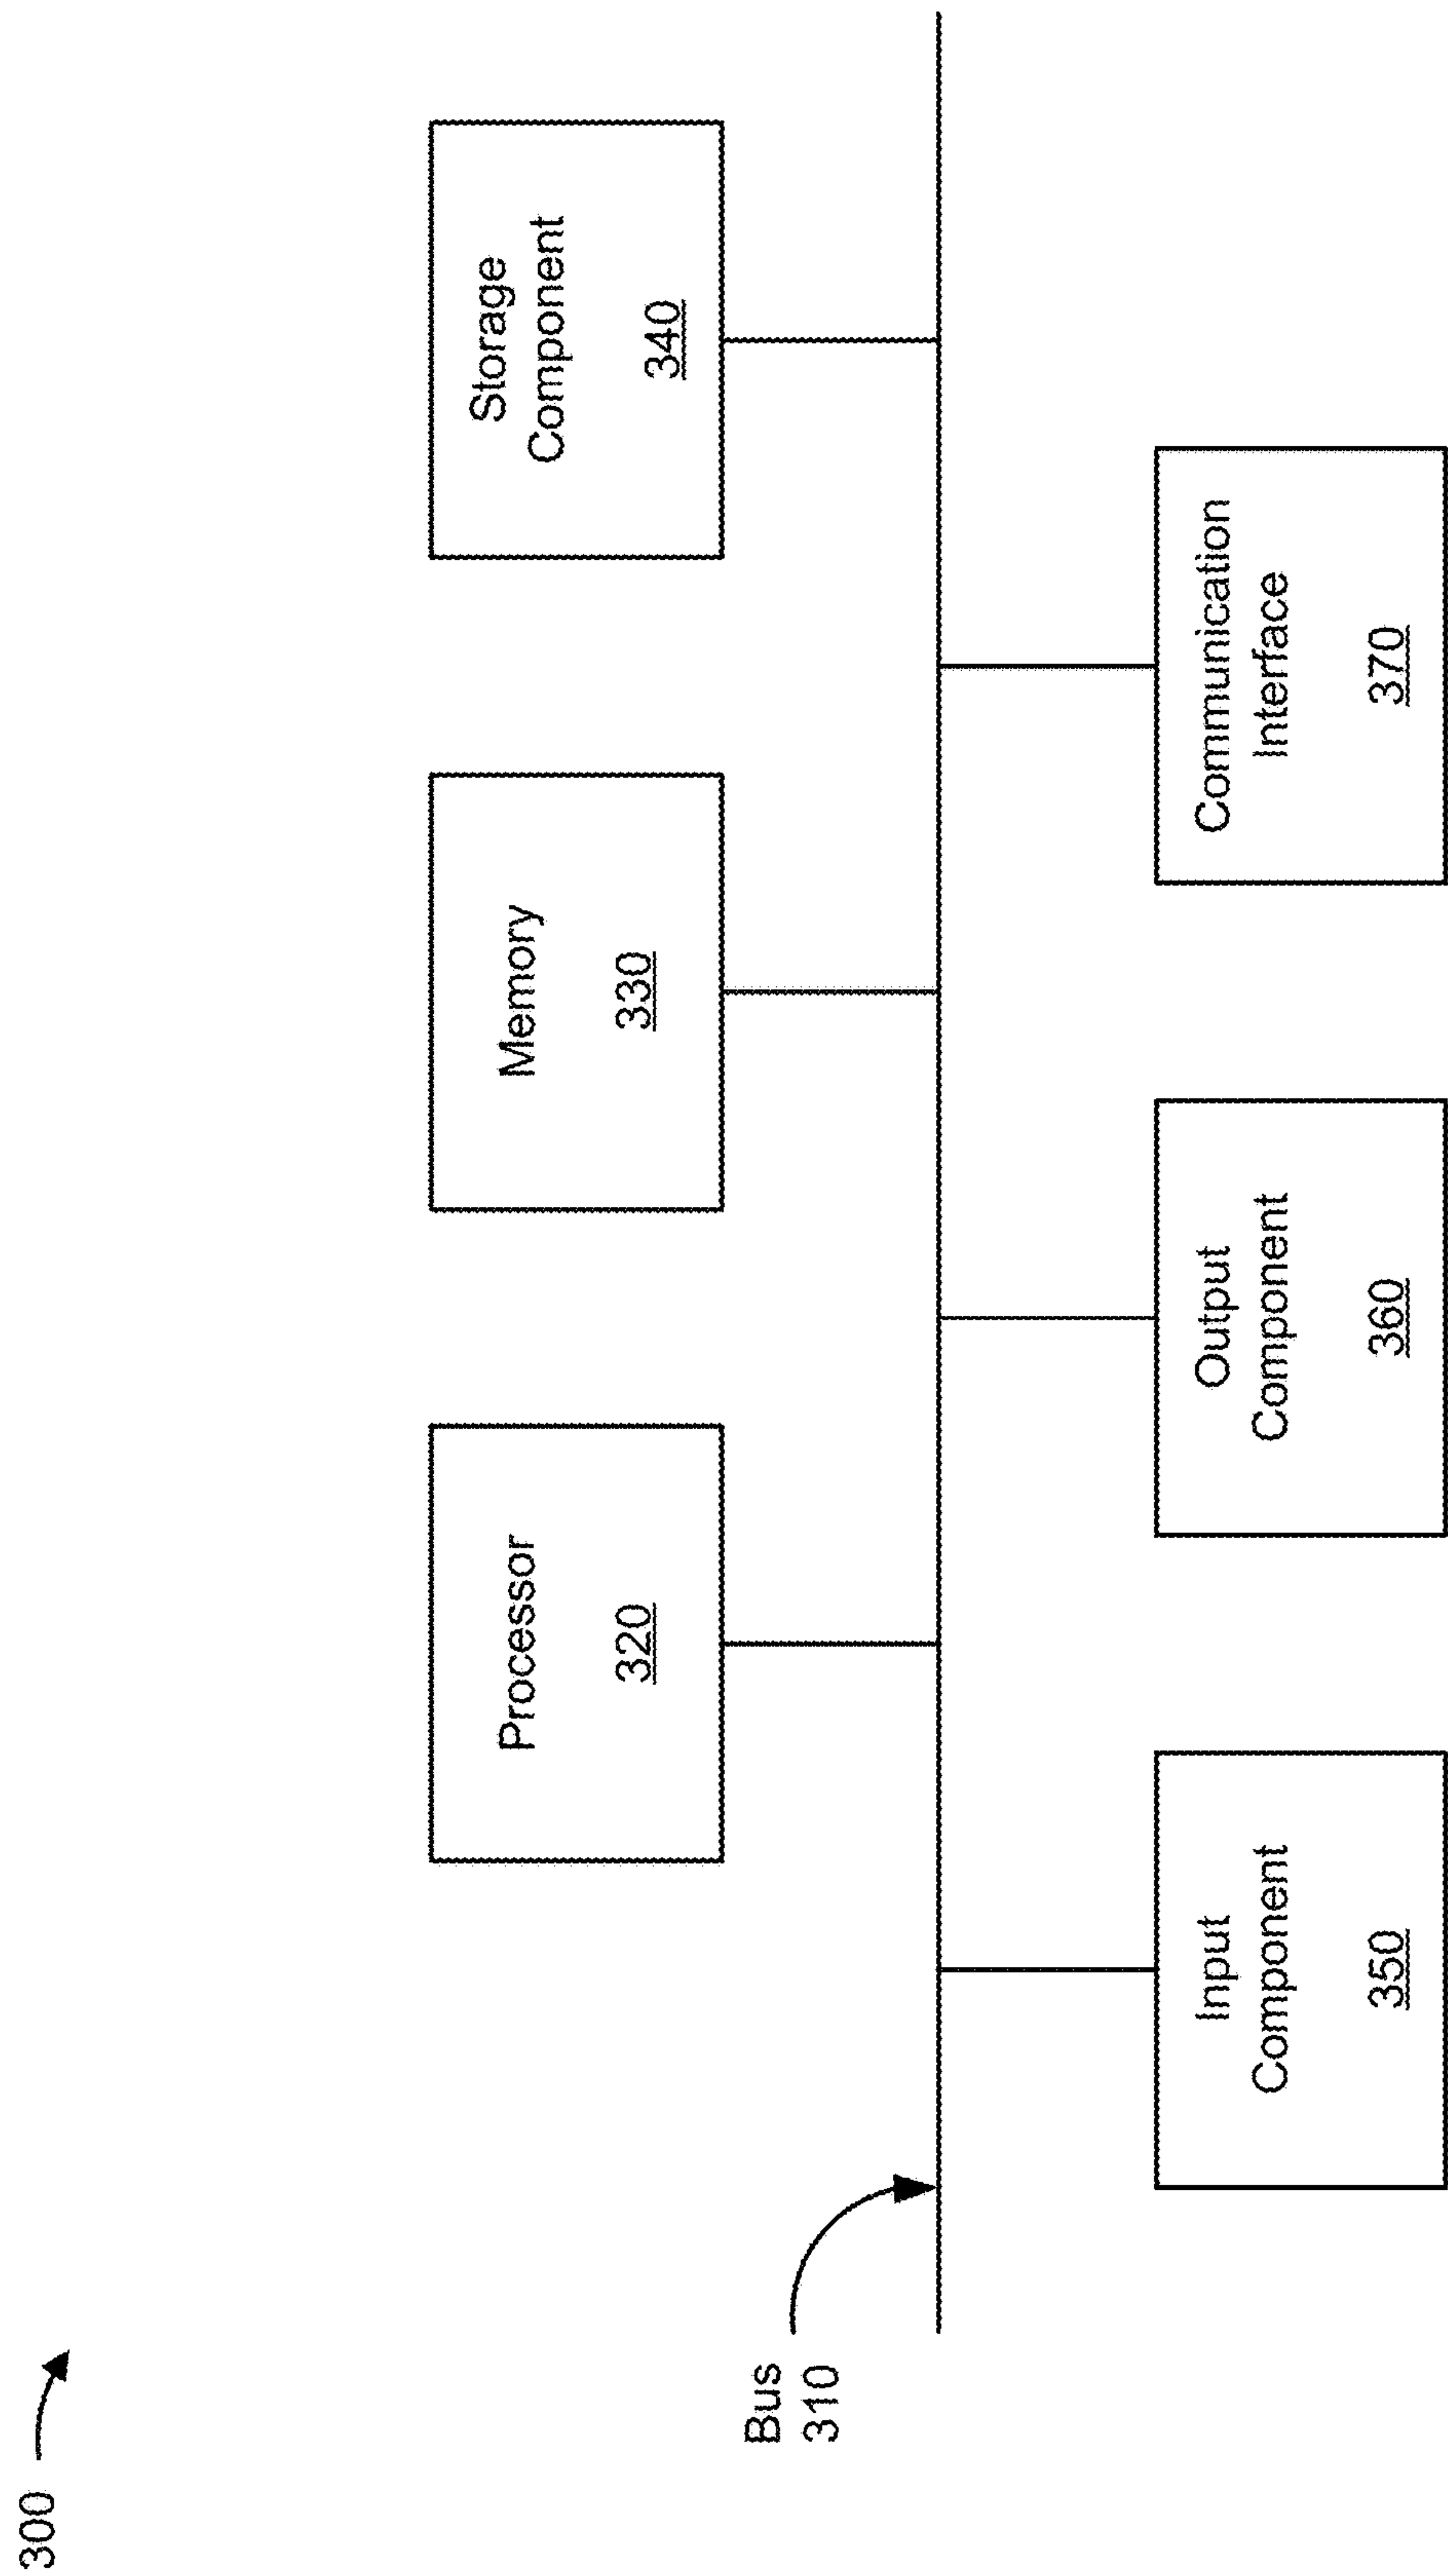 300
Processor
320
Memory
330
Storage
Component
340
Bus
310
Input
Component
350
Output
Component
360
Communication
Interface
370